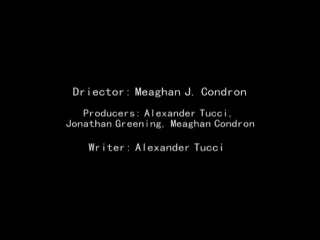 Driector: Meaghan J. Condron
Producers: Alexander Tucci,
Jonathan Greening, Meaghan Condron
Writer: Alexander Tucci